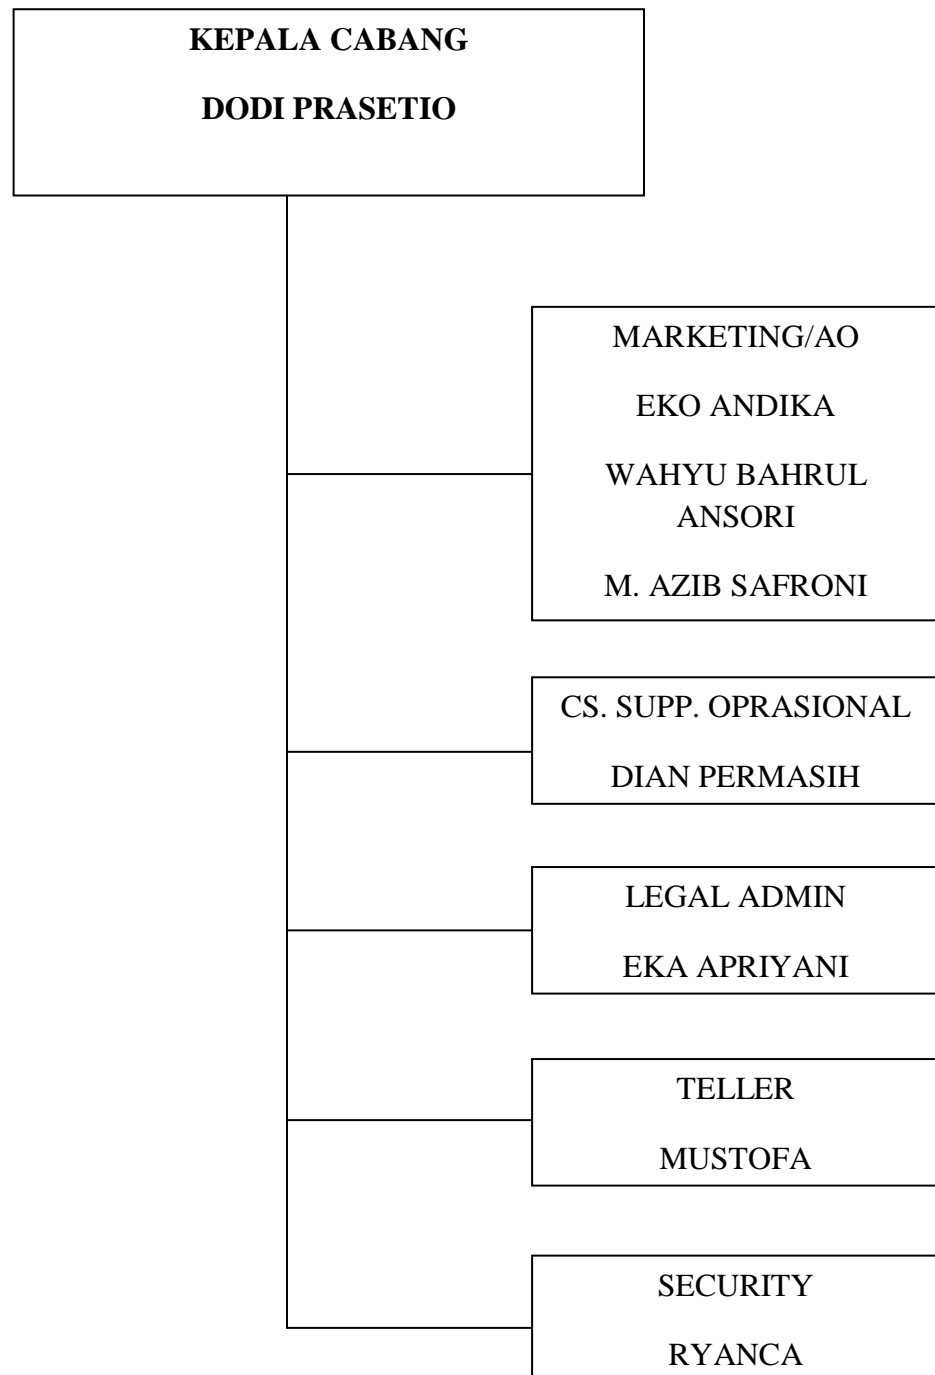 KEPALA CABANG
DODI PRASETIO
MARKETING/AO
EKO ANDIKA
WAHYU BAHRUL
ANSORI
M. AZIB SAFRONI
CS. SUPP. OPRASIONAL
DIAN PERMASIH
LEGAL ADMIN
EKA APRIYANI
TELLER
MUSTOFA
SECURITY
RYANCA